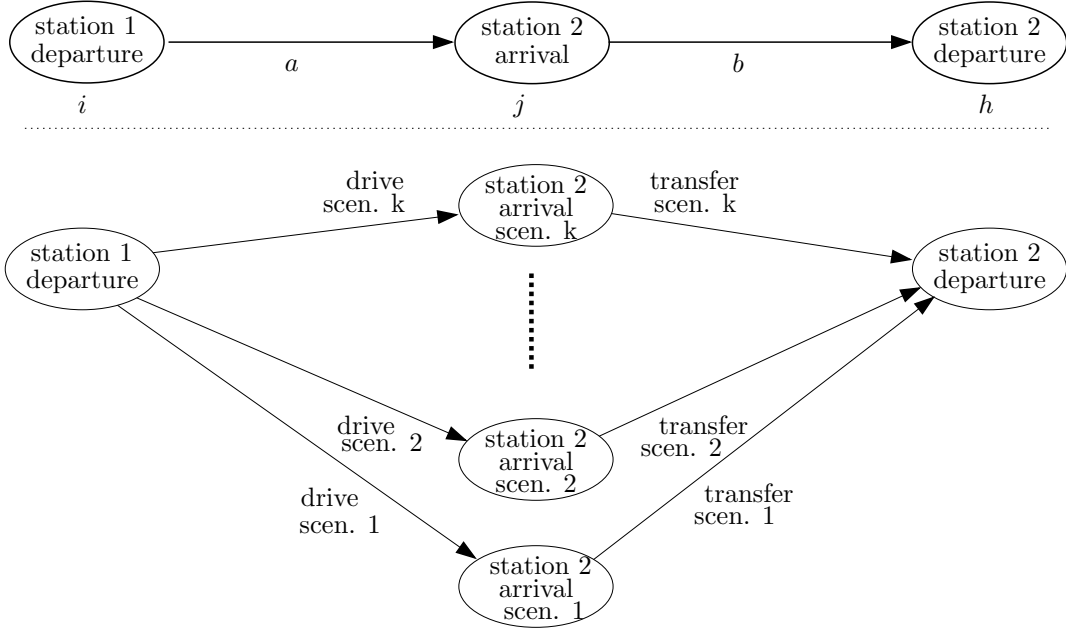 station 1
departure
station 2
arrival
station 2
departure
a
b
i
j
h
drive
scen. k
station 2
arrival
scen. k
transfer
scen. k
station 1
departure
station 2
departure
drive
scen. 2
station 2
arrival
scen. 2
transfer
scen. 2
drive
scen. 1
transfer
scen. 1
station 2
arrival
scen. 1